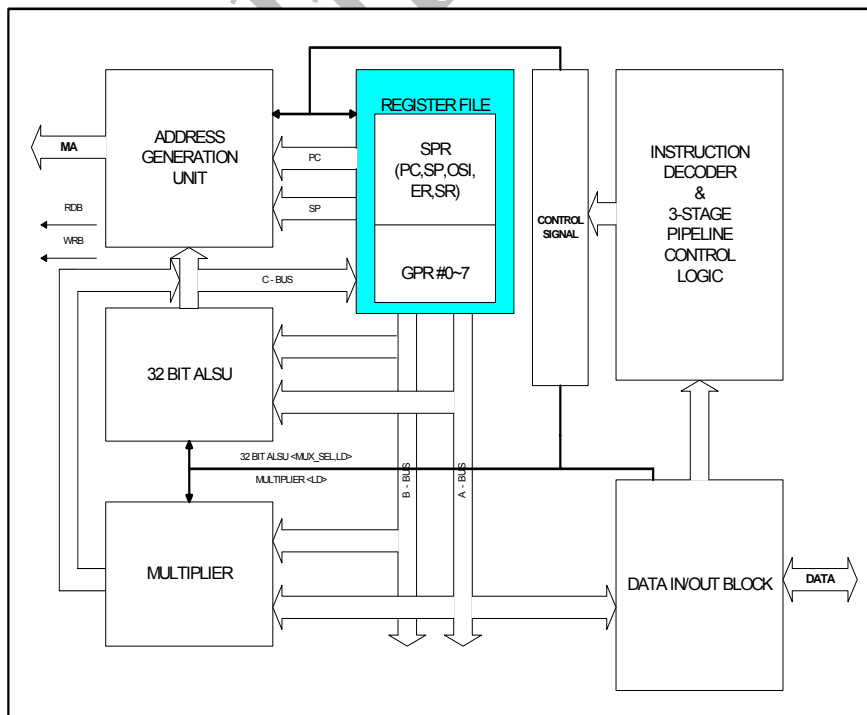 MA
RDB
WRB
ADDRESS
GENERATION
UNIT
PC
SP
REGISTER FILE
SPR
(PC,SP,OSI,
ER,SR)
GPR #0~7
CONTROL
SIGNAL
INSTRUCTION
DECODER
&
3-STAGE
PIPELINE
CONTROL
LOGIC
C - BUS
32 BIT ALSU
32 BIT ALSU <MUX_SEL,LD>
MULTIPLIER <LD>
B - BUS
A - BUS
MULTIPLIER
DATA IN/OUT BLOCK
DATA